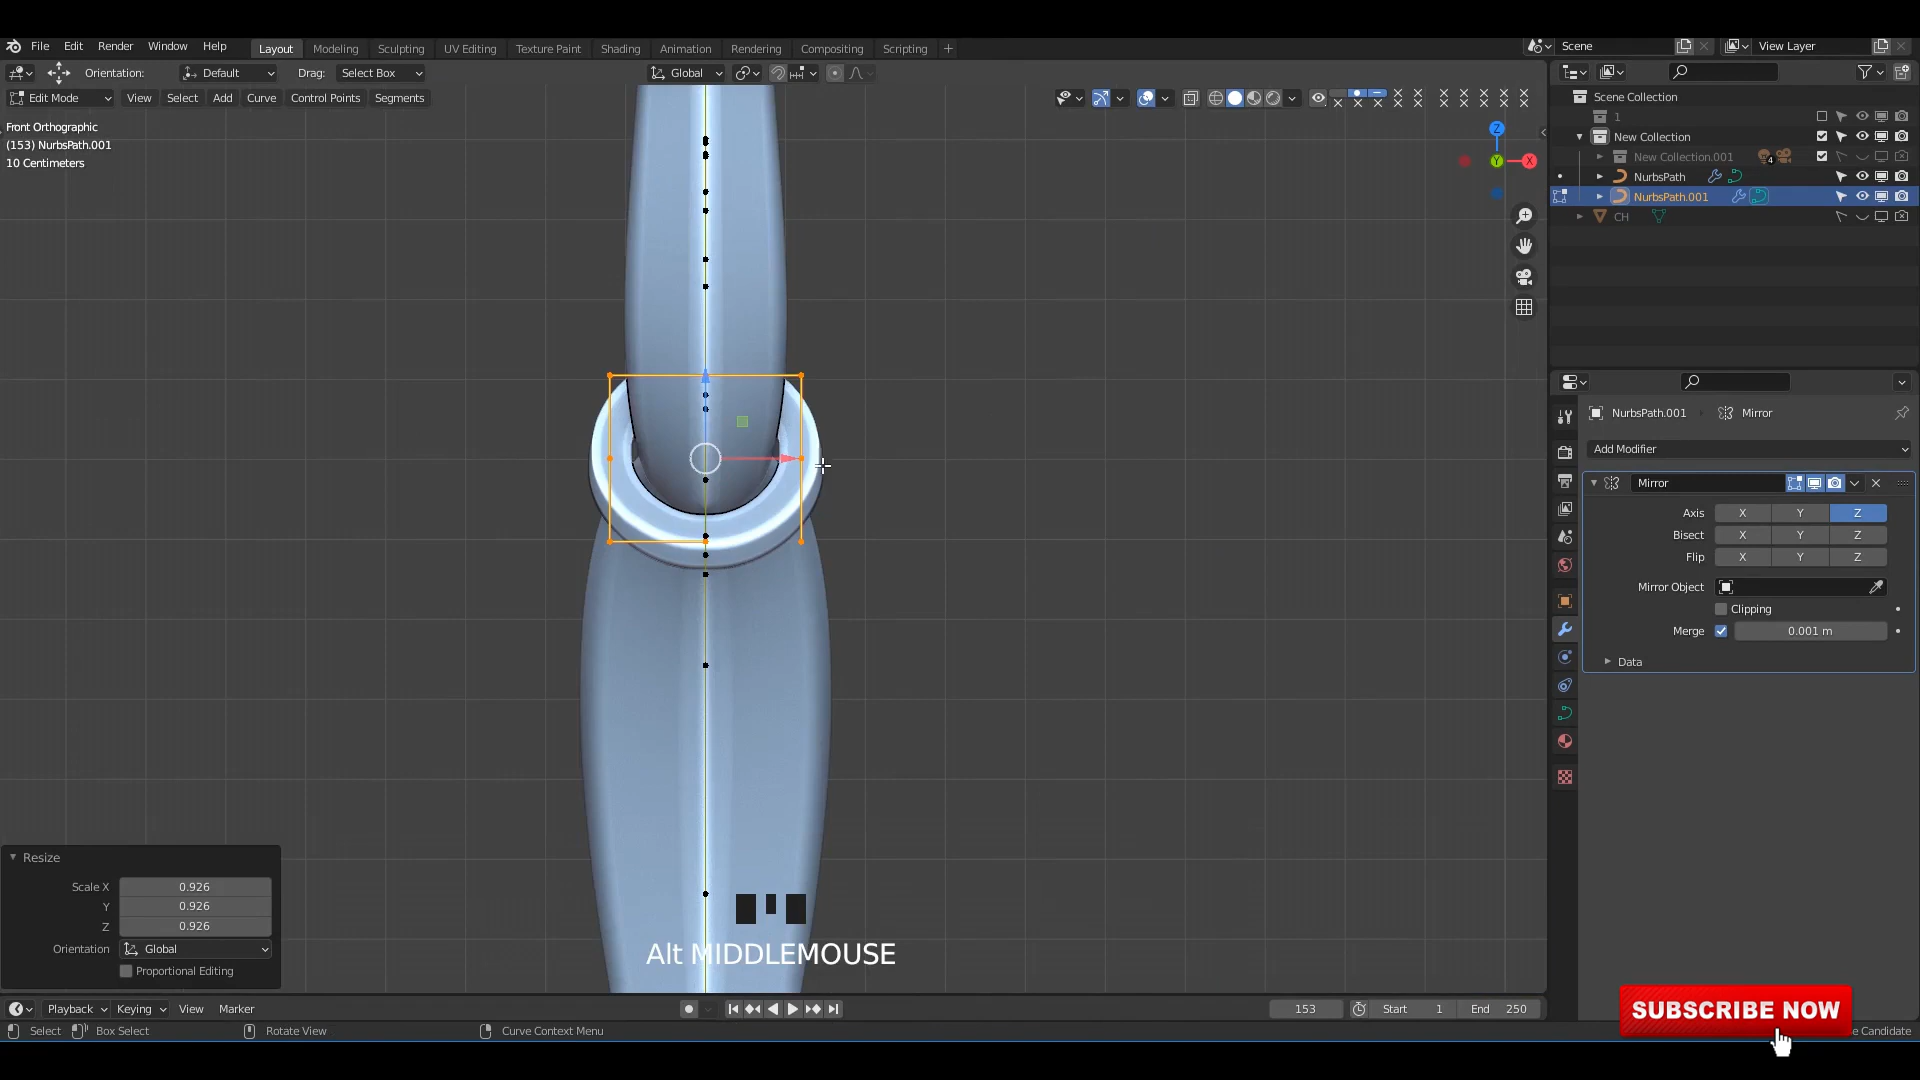 File Edit Render Window Help Layout Modeling Sculpting UV Editing Texture Paint Shading Animation Rendering Compositing Scripting + Scene View Layer
Orientation: Default Drag: Select Box Global
Edit Mode View Select Add Curve Control Points Segments
Front Orthographic
(153) NurbsPath.001
10 Centimeters
Z
Y
X
Scene Collection
1
New Collection
New Collection.001 4
NurbsPath
NurbsPath.001
CH
NurbsPath.001 Mirror
Add Modifier
Mirror
Axis X Y Z
Bisect X Y Z
Flip X Y Z
Mirror Object
Clipping
Merge 0.001 m
Data
Resize
Scale X 0.926
Y 0.926
Z 0.926
Orientation Global
Proportional Editing
Alt MIDDLEMOUSE
Playback Keying View Marker 153 Start 1 End 250
SUBSCRIBE NOW
Select Box Select Rotate View Curve Context Menu Candidate